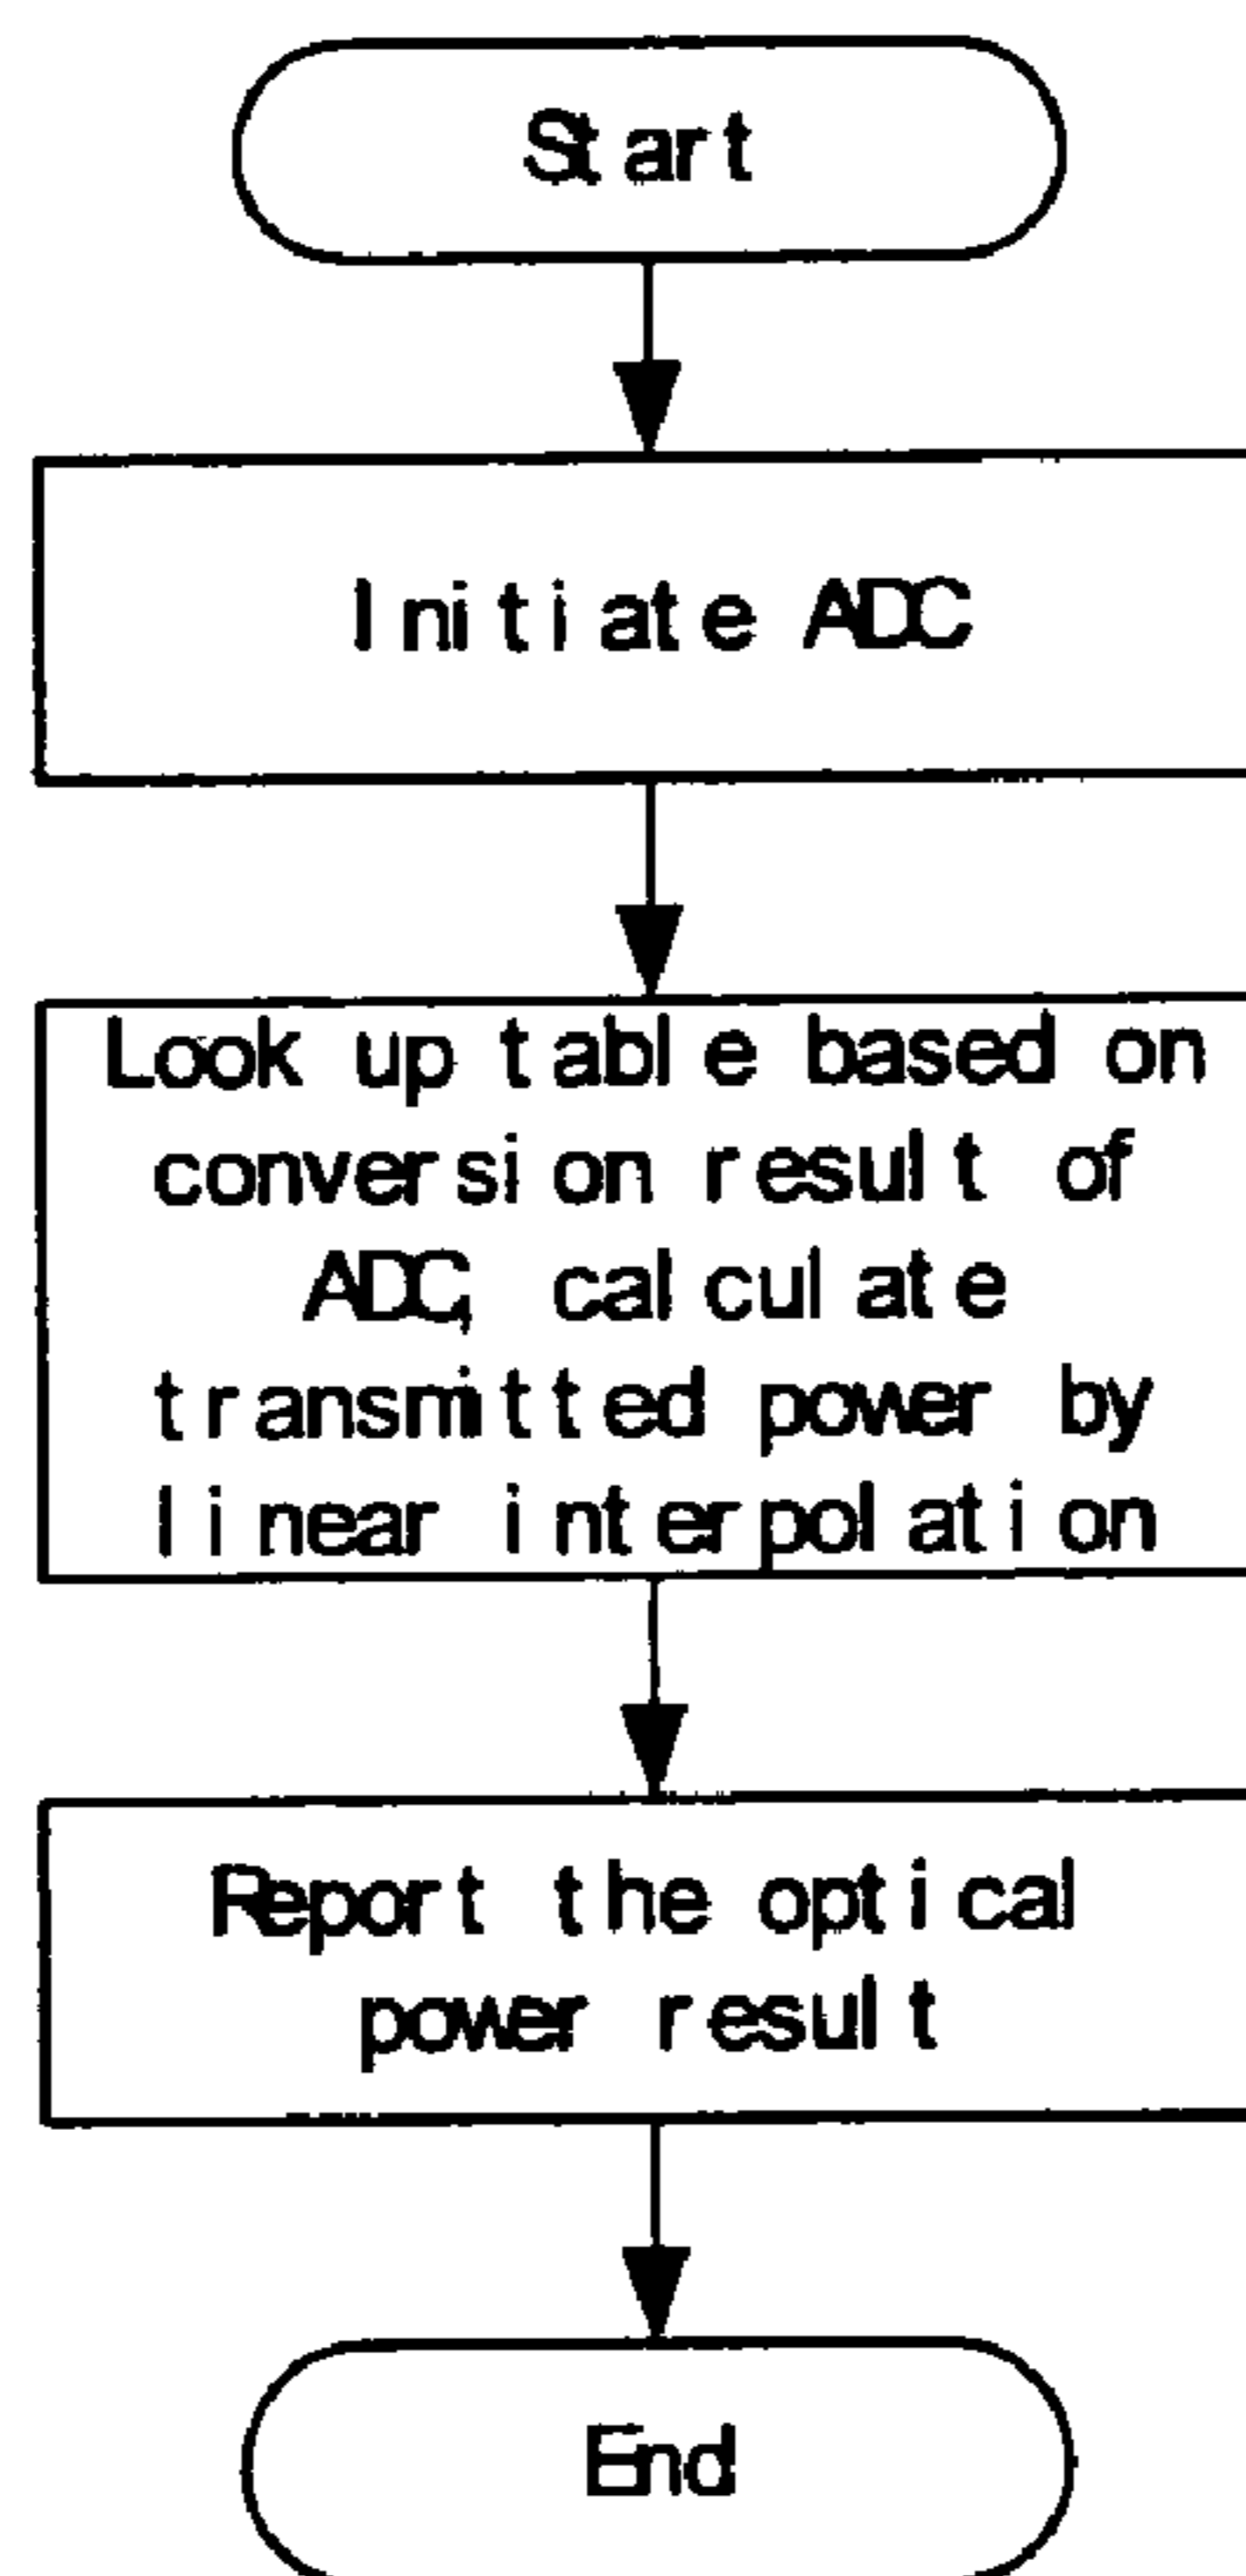 Start
Initiate ADC
Look up table based on
conversion result of
ADC, calculate
transmitted power by
linear interpolation
Report the optical
power result
End